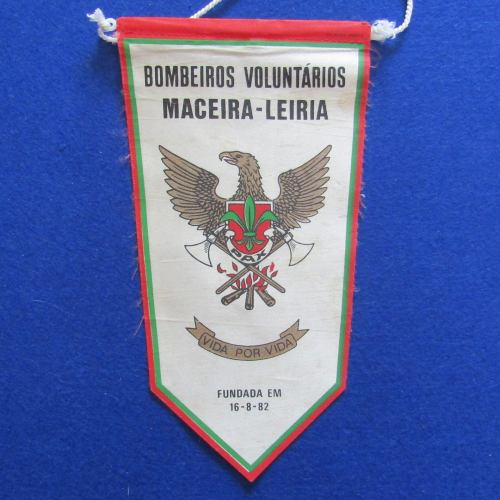 BOMBEIROS VOLUNTÁRIOS
MACEIRA-LEIRIA
PAX
VIDA POR VIDA
FUNDADA EM
16-8-82